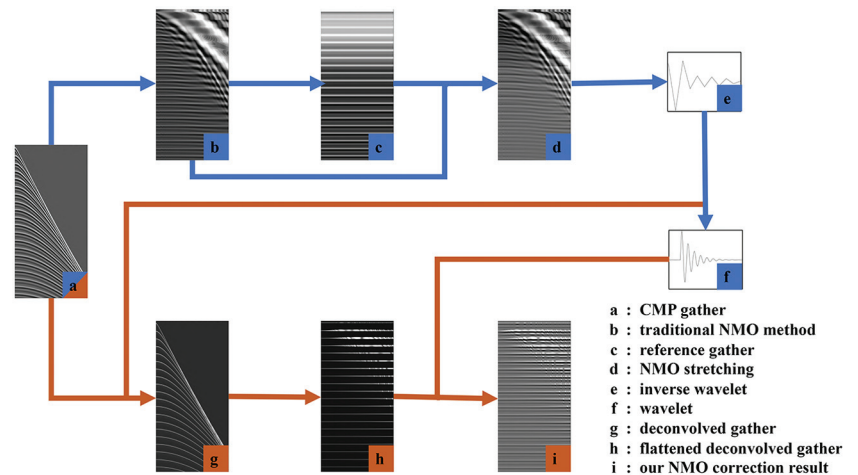 b
c
d
e
a
f
g
h
i
a : CMP gather
b : traditional NMO method
c : reference gather
d : NMO stretching
e : inverse wavelet
f : wavelet
g : deconvolved gather
h : flattened deconvolved gather
i : our NMO correction result